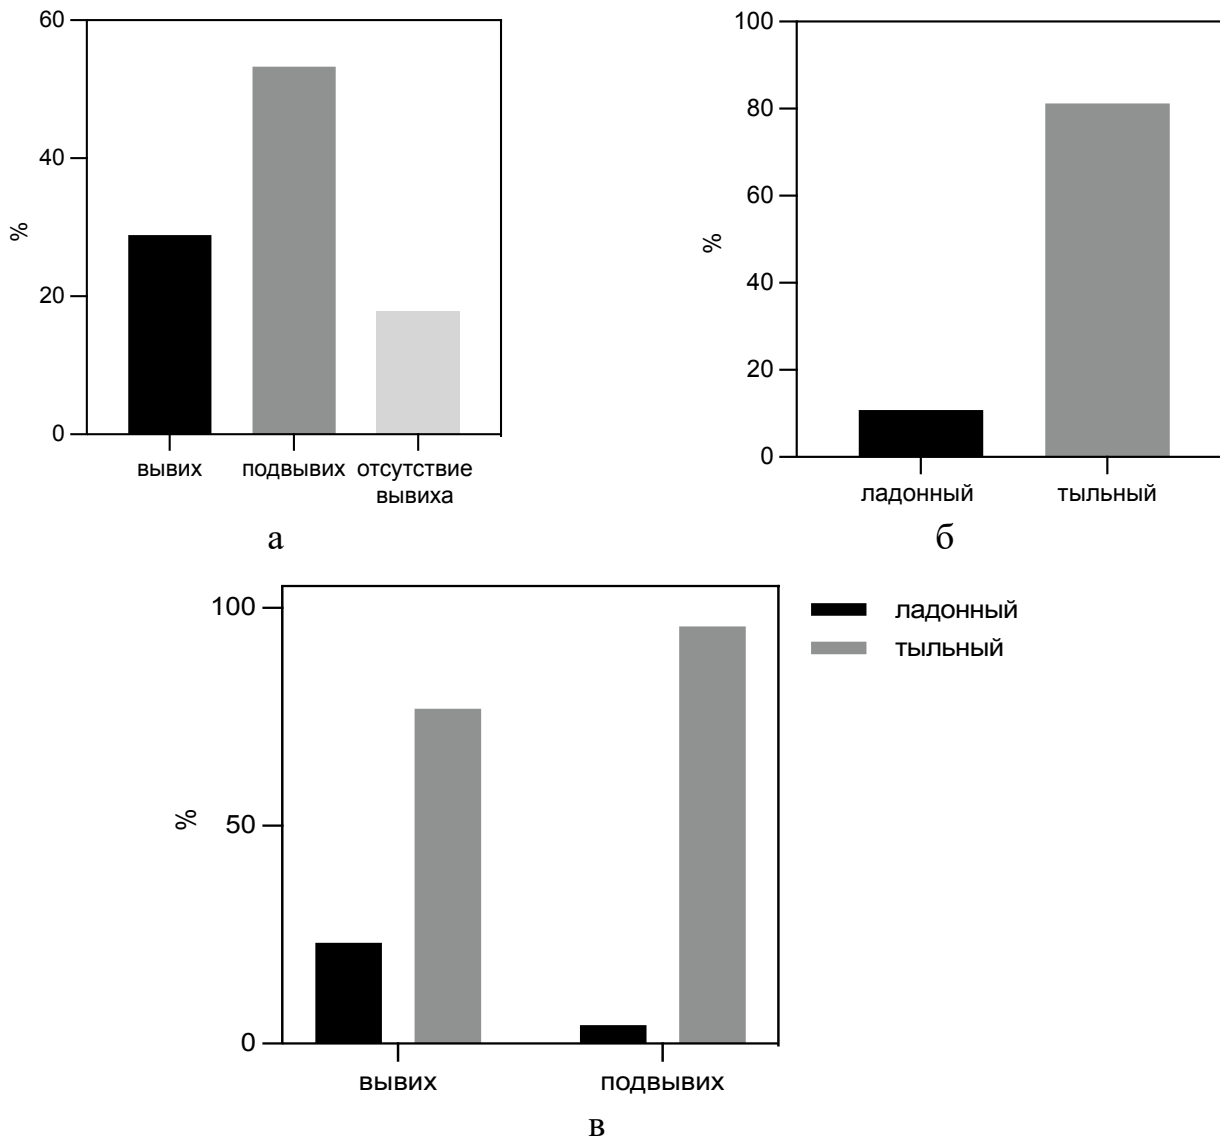 60
40
20
0
%
вывих
подвывих
отсутствие
вывиха
а
100
80
60
40
20
0
%
ладонный
тыльный
б
100
50
0
%
вывих
подвывих
ладонный
тыльный
в